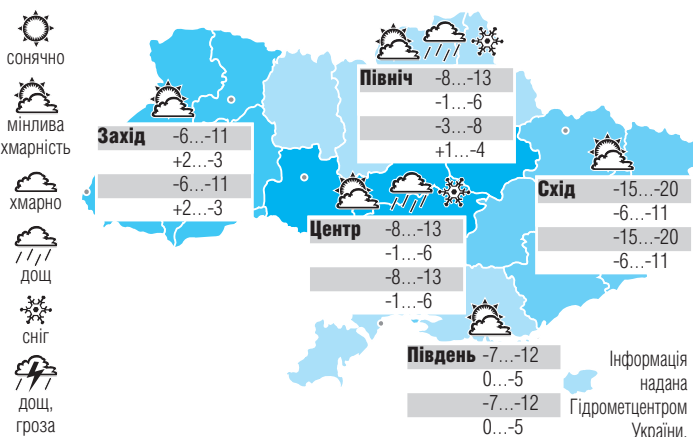 сонячно
мінлива
хмарність
хмарно
дощ
сніг
дощ,
гроза
Північ -8...-13
-1...-6
-3...-8
+1...-4
Захід -6...-11
+2...-3
-6...-11
+2...-3
Схід -15...-20
-6...-11
-15...-20
-6...-11
Центр -8...-13
-1...-6
-8...-13
-1...-6
Південь -7...-12
0...-5
-7...-12
0...-5
Інформація
надана
Гідрометцентром
України.